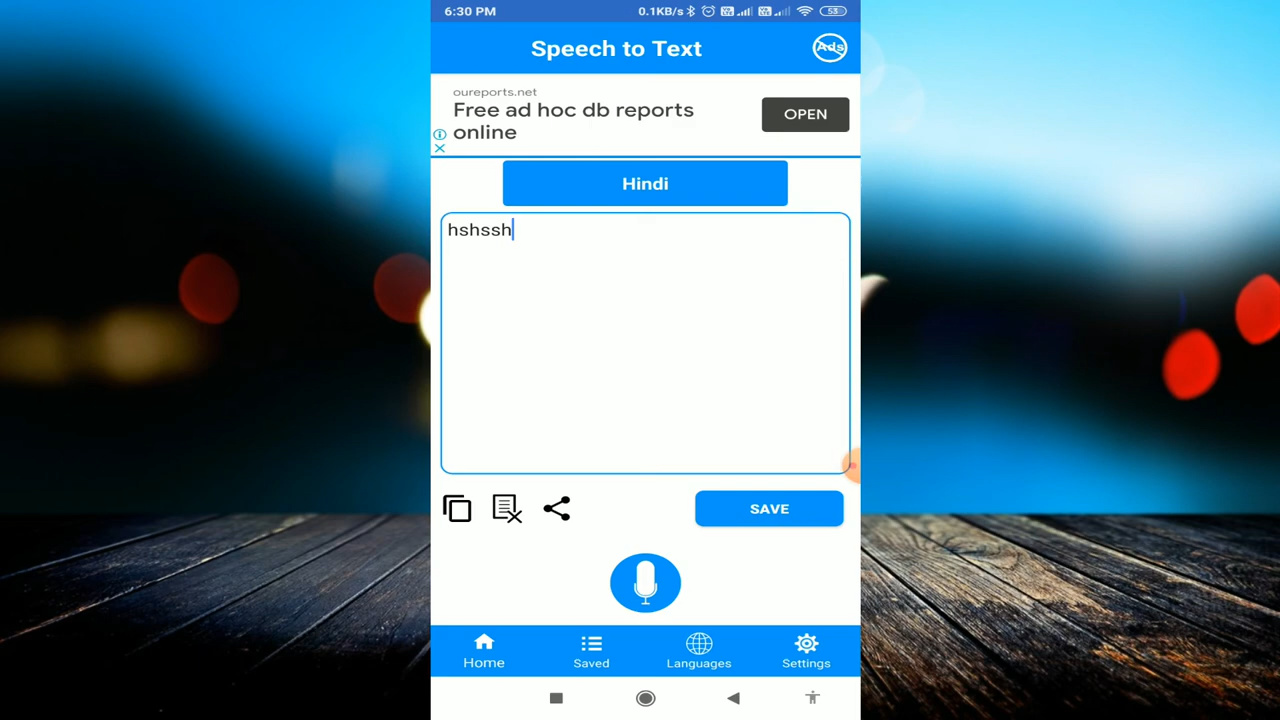 6:30 PM
0.1KB/s
53
Speech to Text
Ads
oureports.net
Free ad hoc db reports
online
OPEN
Hindi
hshssh
SAVE
Home
Saved
Languages
Settings